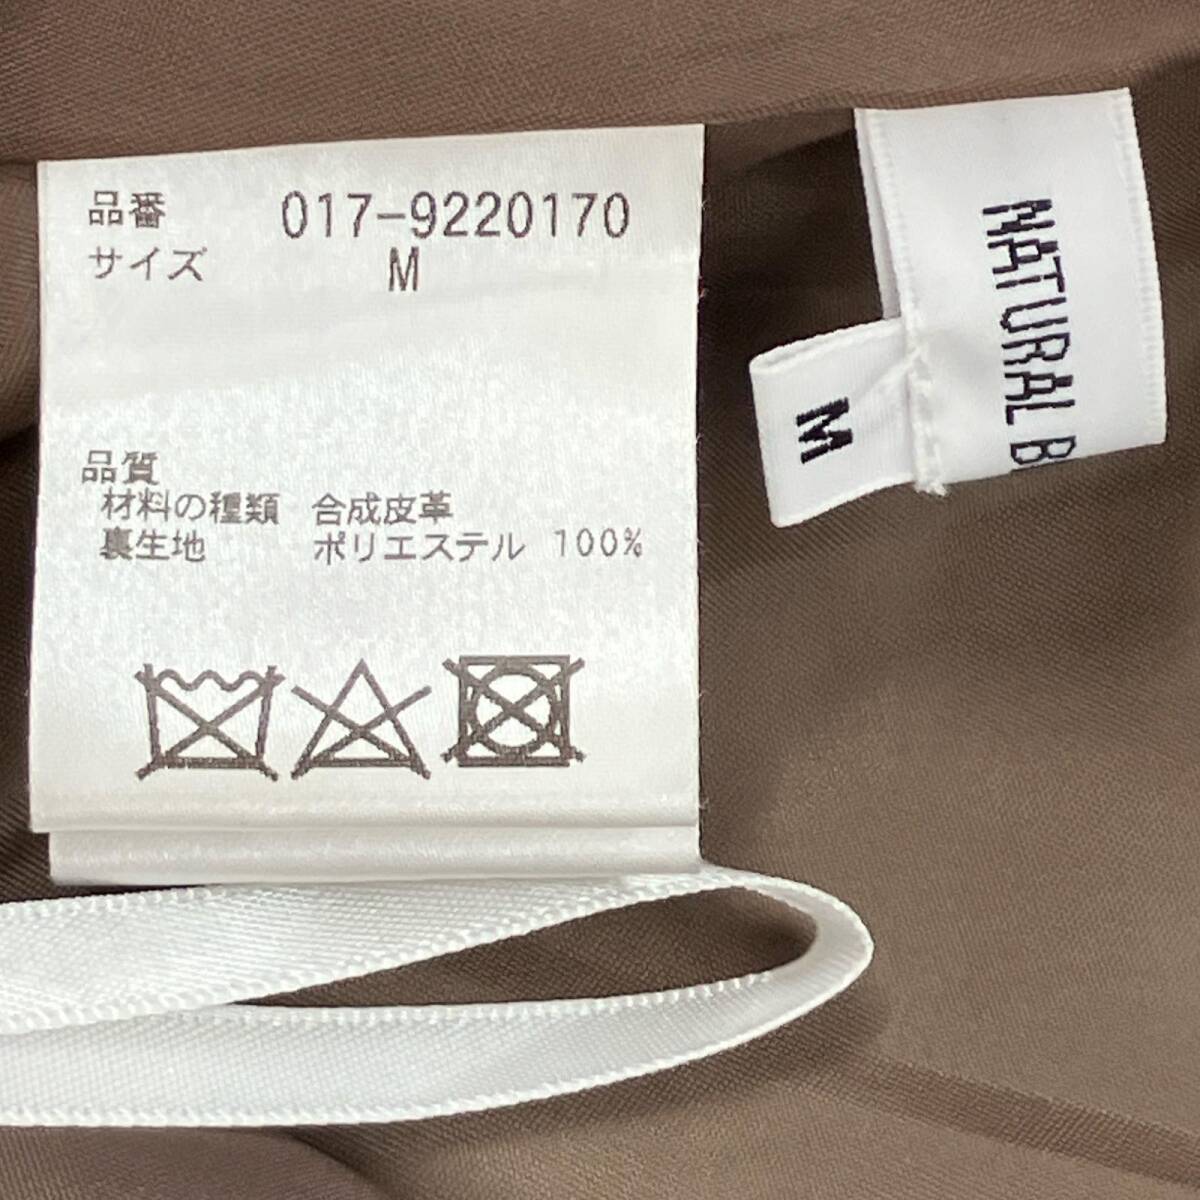 品番 017-9220170
サイズ M
品質
材料の種類 合成皮革
裏生地 ポリエステル 100%
NATURAL
M